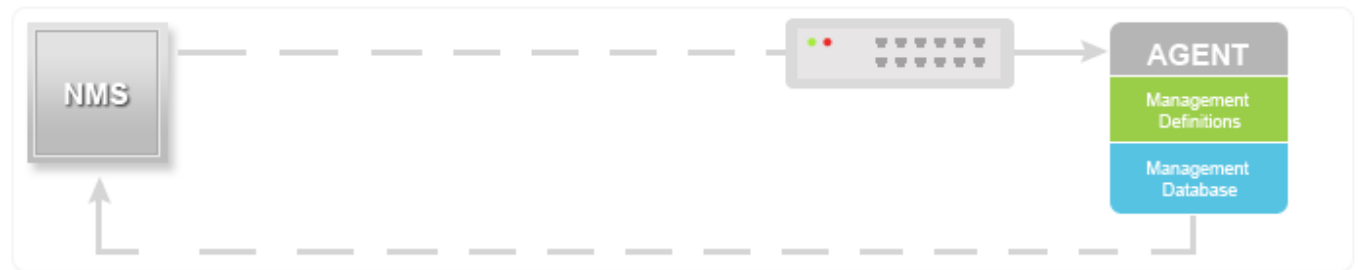 NMS
AGENT
Management
Definitions
Management
Database